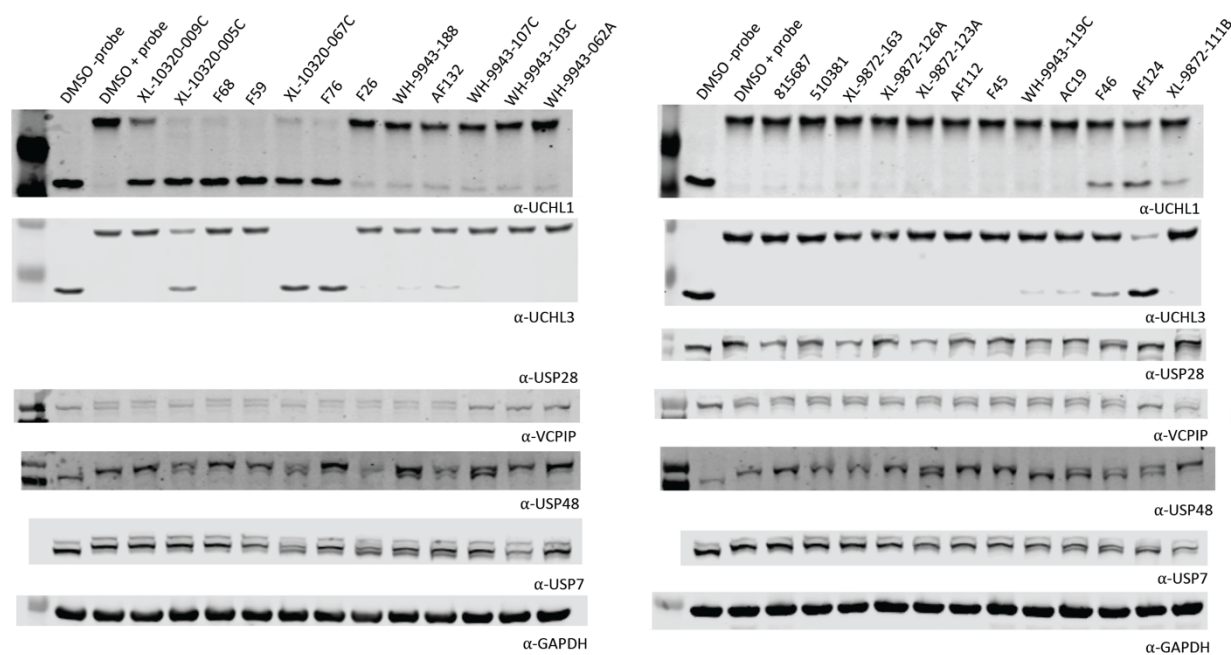 DMSO -probe
DMSO + probe
XL-10320-009C
XL-10320-005C
F68
F59
XL-10320-067C
F76
F26
WH-9943-188
AF132
WH-9943-107C
WH-9943-103C
WH-9943-062A
α-UCHL1
α-UCHL3
α-USP28
α-VCPIP
α-USP48
α-USP7
α-GAPDH
DMSO -probe
DMSO + probe
815687
510381
XL-9872-163
XL-9872-126A
XL-9872-123A
AF112
F45
WH-9943-119C
AC19
F46
AF124
XL-9872-111B
α-UCHL1
α-UCHL3
α-USP28
α-VCPIP
α-USP48
α-USP7
α-GAPDH